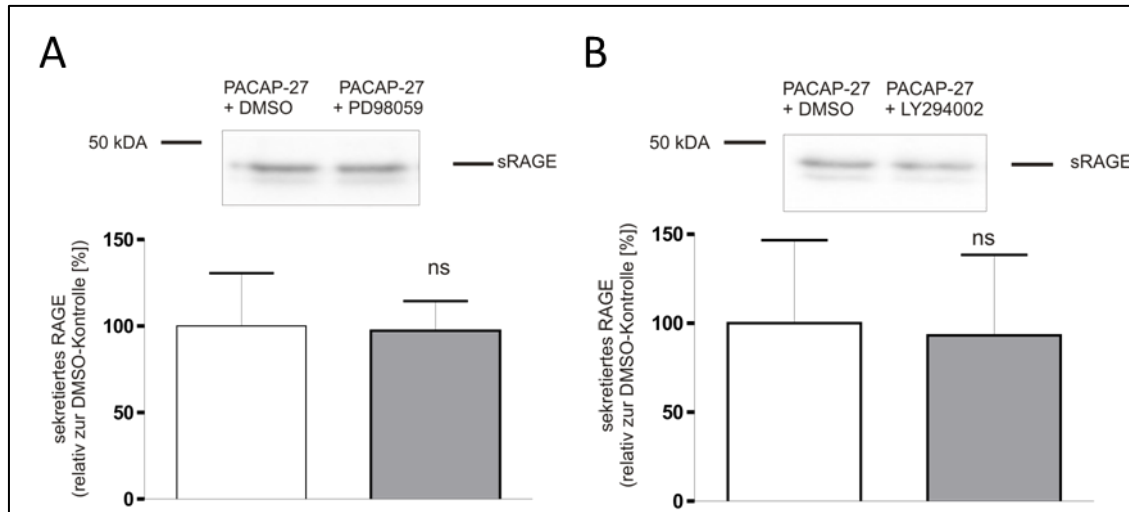 A
PACAP-27 PACAP-27
+ DMSO + PD98059
50 kDA
sRAGE
150
100
50
0
ns
sekretiertes RAGE
(relativ zur DMSO-Kontrolle [%])
B
PACAP-27 PACAP-27
+ DMSO + LY294002
50 kDA
sRAGE
150
100
50
0
ns
sekretiertes RAGE
(relativ zur DMSO-Kontrolle [%])